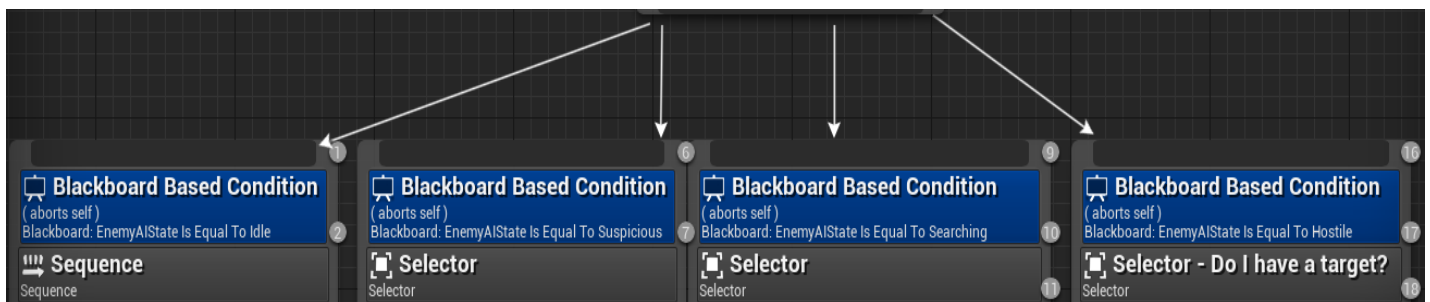 1
Blackboard Based Condition
( aborts self )
Blackboard: EnemyAIState Is Equal To Idle
2
Sequence
Sequence
6
Blackboard Based Condition
( aborts self )
Blackboard: EnemyAIState Is Equal To Suspicious
7
Selector
Selector
9
Blackboard Based Condition
( aborts self )
Blackboard: EnemyAIState Is Equal To Searching
10
Selector
Selector
11
16
Blackboard Based Condition
( aborts self )
Blackboard: EnemyAIState Is Equal To Hostile
17
Selector - Do I have a target?
Selector
18